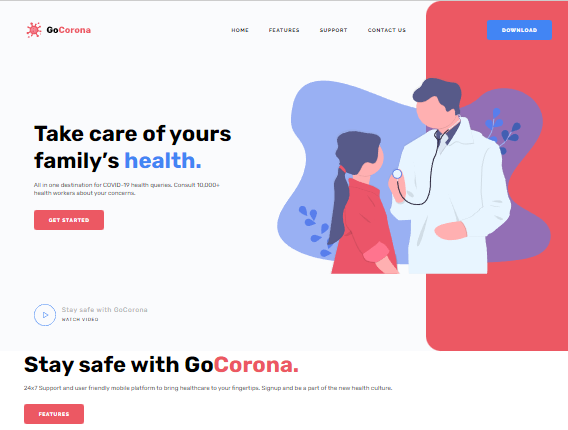 GoCorona
HOME FEATURES SUPPORT CONTACT US
DOWNLOAD
Take care of yours
family's health.
All in one destination for COVID-19 health queries. Consult 10,000+
health workers about your concerns.
GET STARTED
Stay safe with GoCorona
WATCH VIDEO
Stay safe with GoCorona.
24x7 Support and user friendly mobile platform to bring healthcare to your fingertips. Signup and be a part of the new health culture.
FEATURES